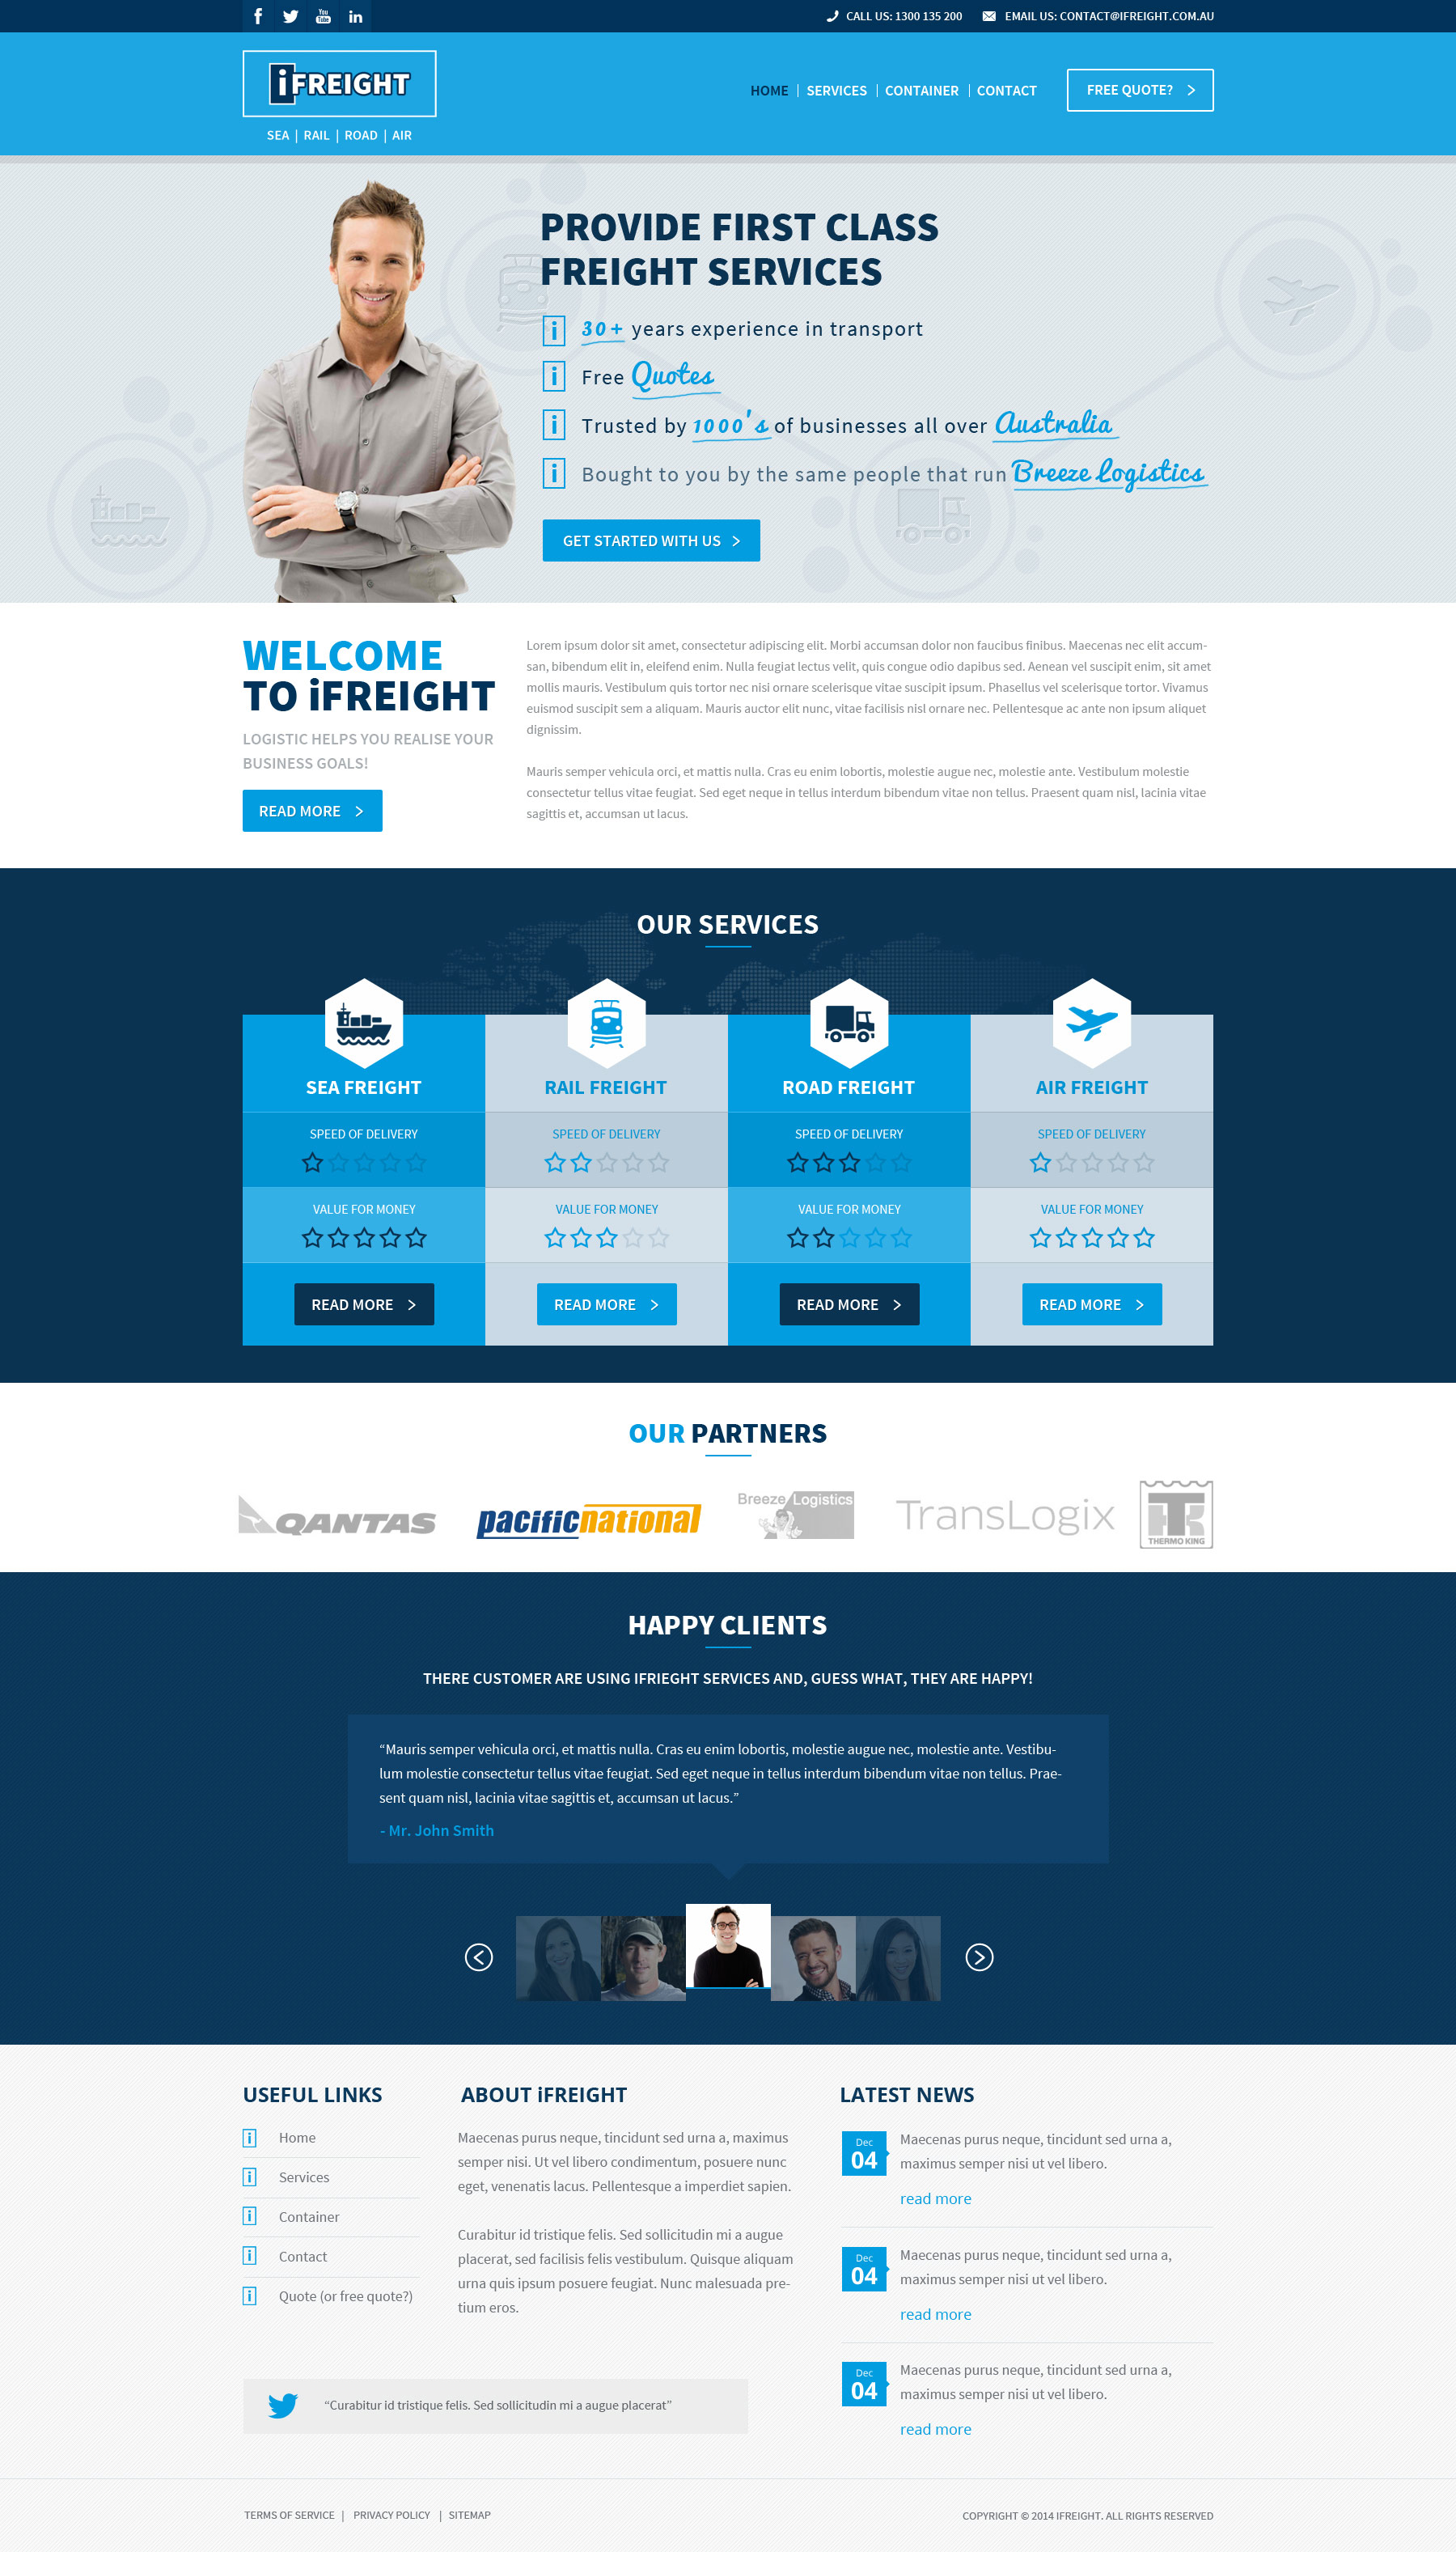 CALL US: 1300 135 200
EMAIL US: CONTACT@IFREIGHT.COM.AU
iFREIGHT
SEA | RAIL | ROAD | AIR
HOME | SERVICES | CONTAINER | CONTACT
FREE QUOTE?
PROVIDE FIRST CLASS
FREIGHT SERVICES
i 30+ years experience in transport
i Free Quotes
i Trusted by 1000's of businesses all over Australia
i Bought to you by the same people that run Breeze Logistics
GET STARTED WITH US
WELCOME
TO iFREIGHT
LOGISTIC HELPS YOU REALISE YOUR
BUSINESS GOALS!
READ MORE
Lorem ipsum dolor sit amet, consectetur adipiscing elit. Morbi accumsan dolor non faucibus finibus. Maecenas nec elit accum-
san, bibendum elit in, eleifend enim. Nulla feugiat lectus velit, quis congue odio dapibus sed. Aenean vel suscipit enim, sit amet
mollis mauris. Vestibulum quis tortor nec nisi ornare scelerisque vitae suscipit ipsum. Phasellus vel scelerisque tortor. Vivamus
euismod suscipit sem a aliquam. Mauris auctor elit nunc, vitae facilisis nisl ornare nec. Pellentesque ac ante non ipsum aliquet
dignissim.
Mauris semper vehicula orci, et mattis nulla. Cras eu enim lobortis, molestie augue nec, molestie ante. Vestibulum molestie
consectetur tellus vitae feugiat. Sed eget neque in tellus interdum bibendum vitae non tellus. Praesent quam nisl, lacinia vitae
sagittis et, accumsan ut lacus.
OUR SERVICES
SEA FREIGHT
SPEED OF DELIVERY
VALUE FOR MONEY
READ MORE
RAIL FREIGHT
SPEED OF DELIVERY
VALUE FOR MONEY
READ MORE
ROAD FREIGHT
SPEED OF DELIVERY
VALUE FOR MONEY
READ MORE
AIR FREIGHT
SPEED OF DELIVERY
VALUE FOR MONEY
READ MORE
OUR PARTNERS
QANTAS
pacificnational
Breeze Logistics
TransLogix
TK
THERMO KING
HAPPY CLIENTS
THERE CUSTOMER ARE USING IFRIEGHT SERVICES AND, GUESS WHAT, THEY ARE HAPPY!
“Mauris semper vehicula orci, et mattis nulla. Cras eu enim lobortis, molestie augue nec, molestie ante. Vestibu-
lum molestie consectetur tellus vitae feugiat. Sed eget neque in tellus interdum bibendum vitae non tellus. Prae-
sent quam nisl, lacinia vitae sagittis et, accumsan ut lacus.”
- Mr. John Smith
USEFUL LINKS
i Home
i Services
i Container
i Contact
i Quote (or free quote?)
ABOUT iFREIGHT
Maecenas purus neque, tincidunt sed urna a, maximus
semper nisi. Ut vel libero condimentum, posuere nunc
eget, venenatis lacus. Pellentesque a imperdiet sapien.
Curabitur id tristique felis. Sed sollicitudin mi a augue
placerat, sed facilisis felis vestibulum. Quisque aliquam
urna quis ipsum posuere feugiat. Nunc malesuada pre-
tium eros.
“Curabitur id tristique felis. Sed sollicitudin mi a augue placerat”
LATEST NEWS
Dec
04
Maecenas purus neque, tincidunt sed urna a,
maximus semper nisi ut vel libero.
read more
Dec
04
Maecenas purus neque, tincidunt sed urna a,
maximus semper nisi ut vel libero.
read more
Dec
04
Maecenas purus neque, tincidunt sed urna a,
maximus semper nisi ut vel libero.
read more
TERMS OF SERVICE | PRIVACY POLICY | SITEMAP
COPYRIGHT © 2014 IFREIGHT. ALL RIGHTS RESERVED